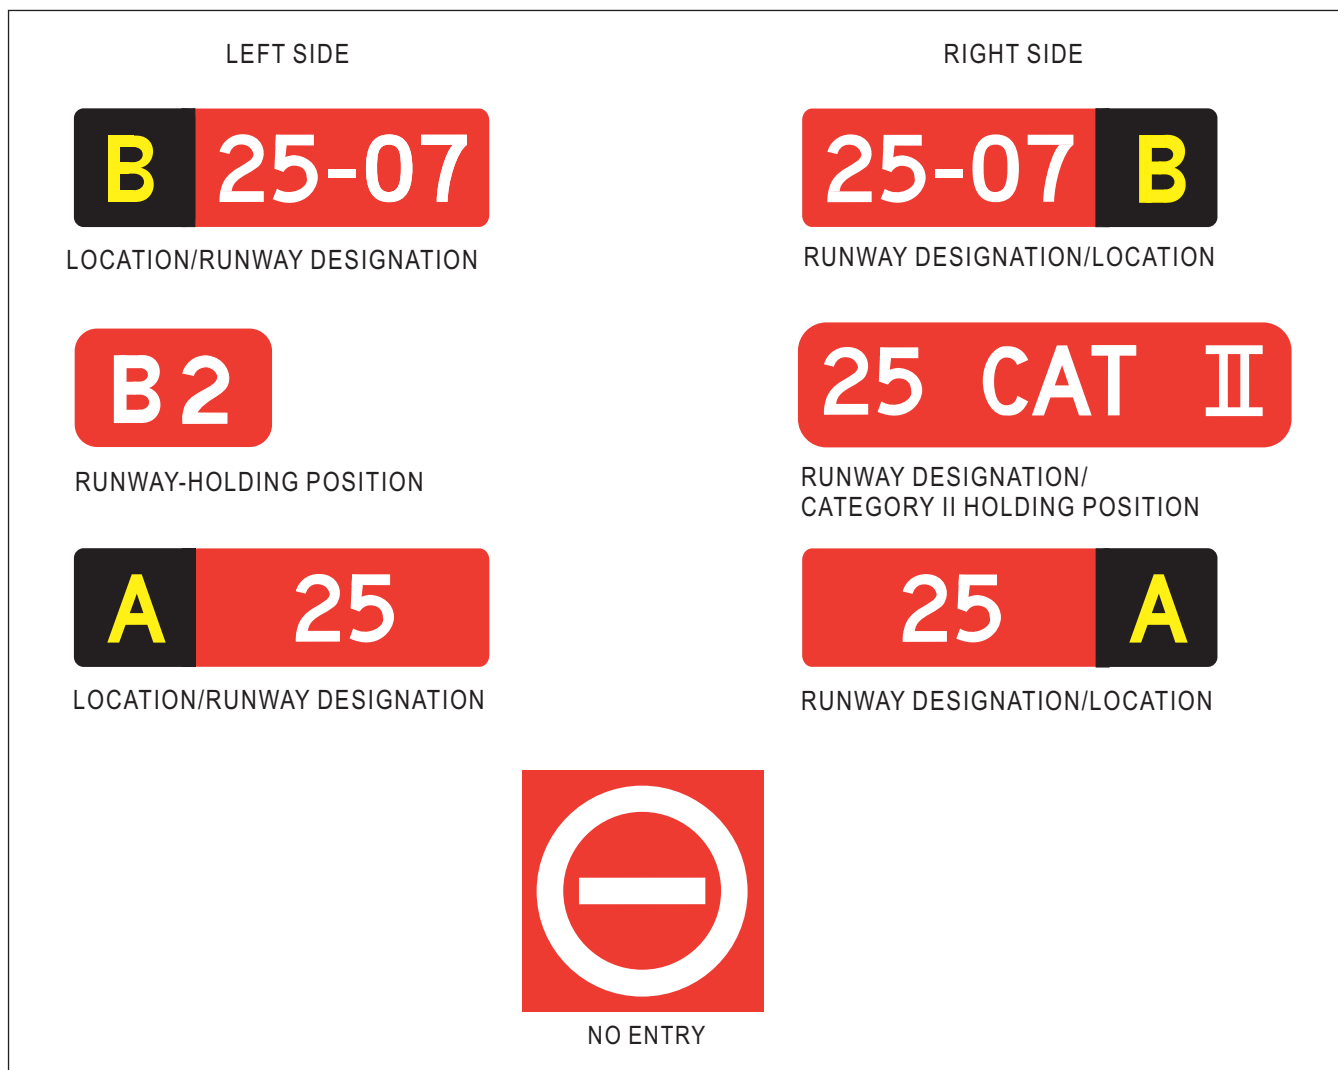 LEFT SIDE
RIGHT SIDE
B 25-07
25-07 B
LOCATION/RUNWAY DESIGNATION
RUNWAY DESIGNATION/LOCATION
B2
25 CAT II
RUNWAY-HOLDING POSITION
RUNWAY DESIGNATION/
CATEGORY II HOLDING POSITION
A 25
25 A
LOCATION/RUNWAY DESIGNATION
RUNWAY DESIGNATION/LOCATION
NO ENTRY